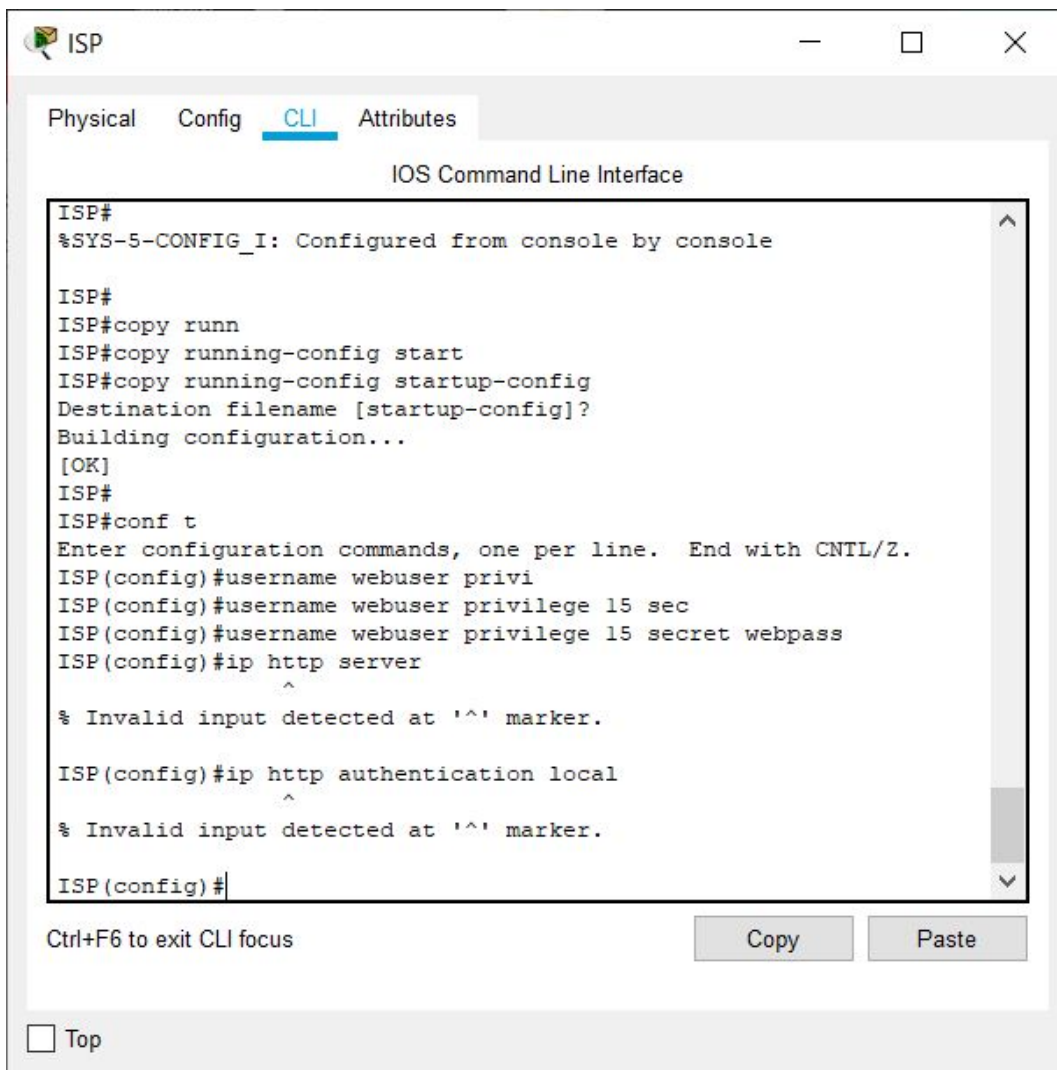 ISP
Physical Config CLI Attributes
IOS Command Line Interface
ISP#
%SYS-5-CONFIG_I: Configured from console by console
ISP#
ISP#copy runn
ISP#copy running-config start
ISP#copy running-config startup-config
Destination filename [startup-config]?
Building configuration...
[OK]
ISP#
ISP#conf t
Enter configuration commands, one per line.  End with CNTL/Z.
ISP(config)#username webuser privi
ISP(config)#username webuser privilege 15 sec
ISP(config)#username webuser privilege 15 secret webpass
ISP(config)#ip http server
^
% Invalid input detected at '^' marker.
ISP(config)#ip http authentication local
^
% Invalid input detected at '^' marker.
ISP(config)#
Ctrl+F6 to exit CLI focus
Copy
Paste
Top